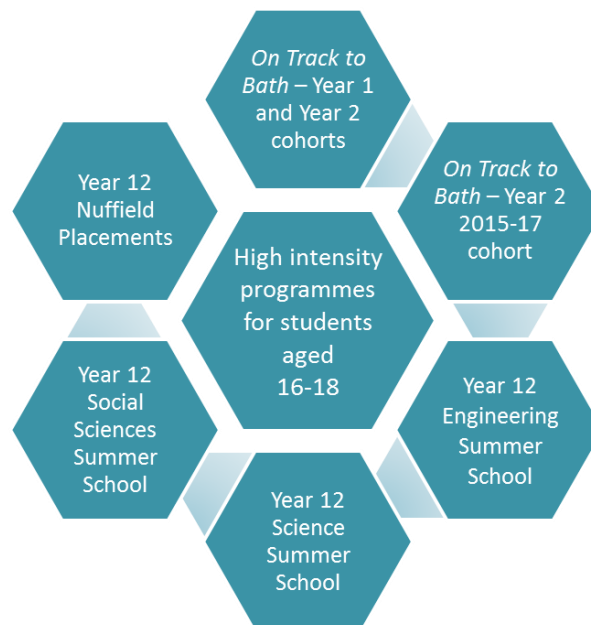 On Track to
Bath – Year 1
and Year 2
cohorts
On Track to
Bath – Year 2
2015-17
cohort
Year 12
Nuffield
Placements
High intensity
programmes
for students
aged
16-18
Year 12
Social
Sciences
Summer
School
Year 12
Engineering
Summer
School
Year 12
Science
Summer
School